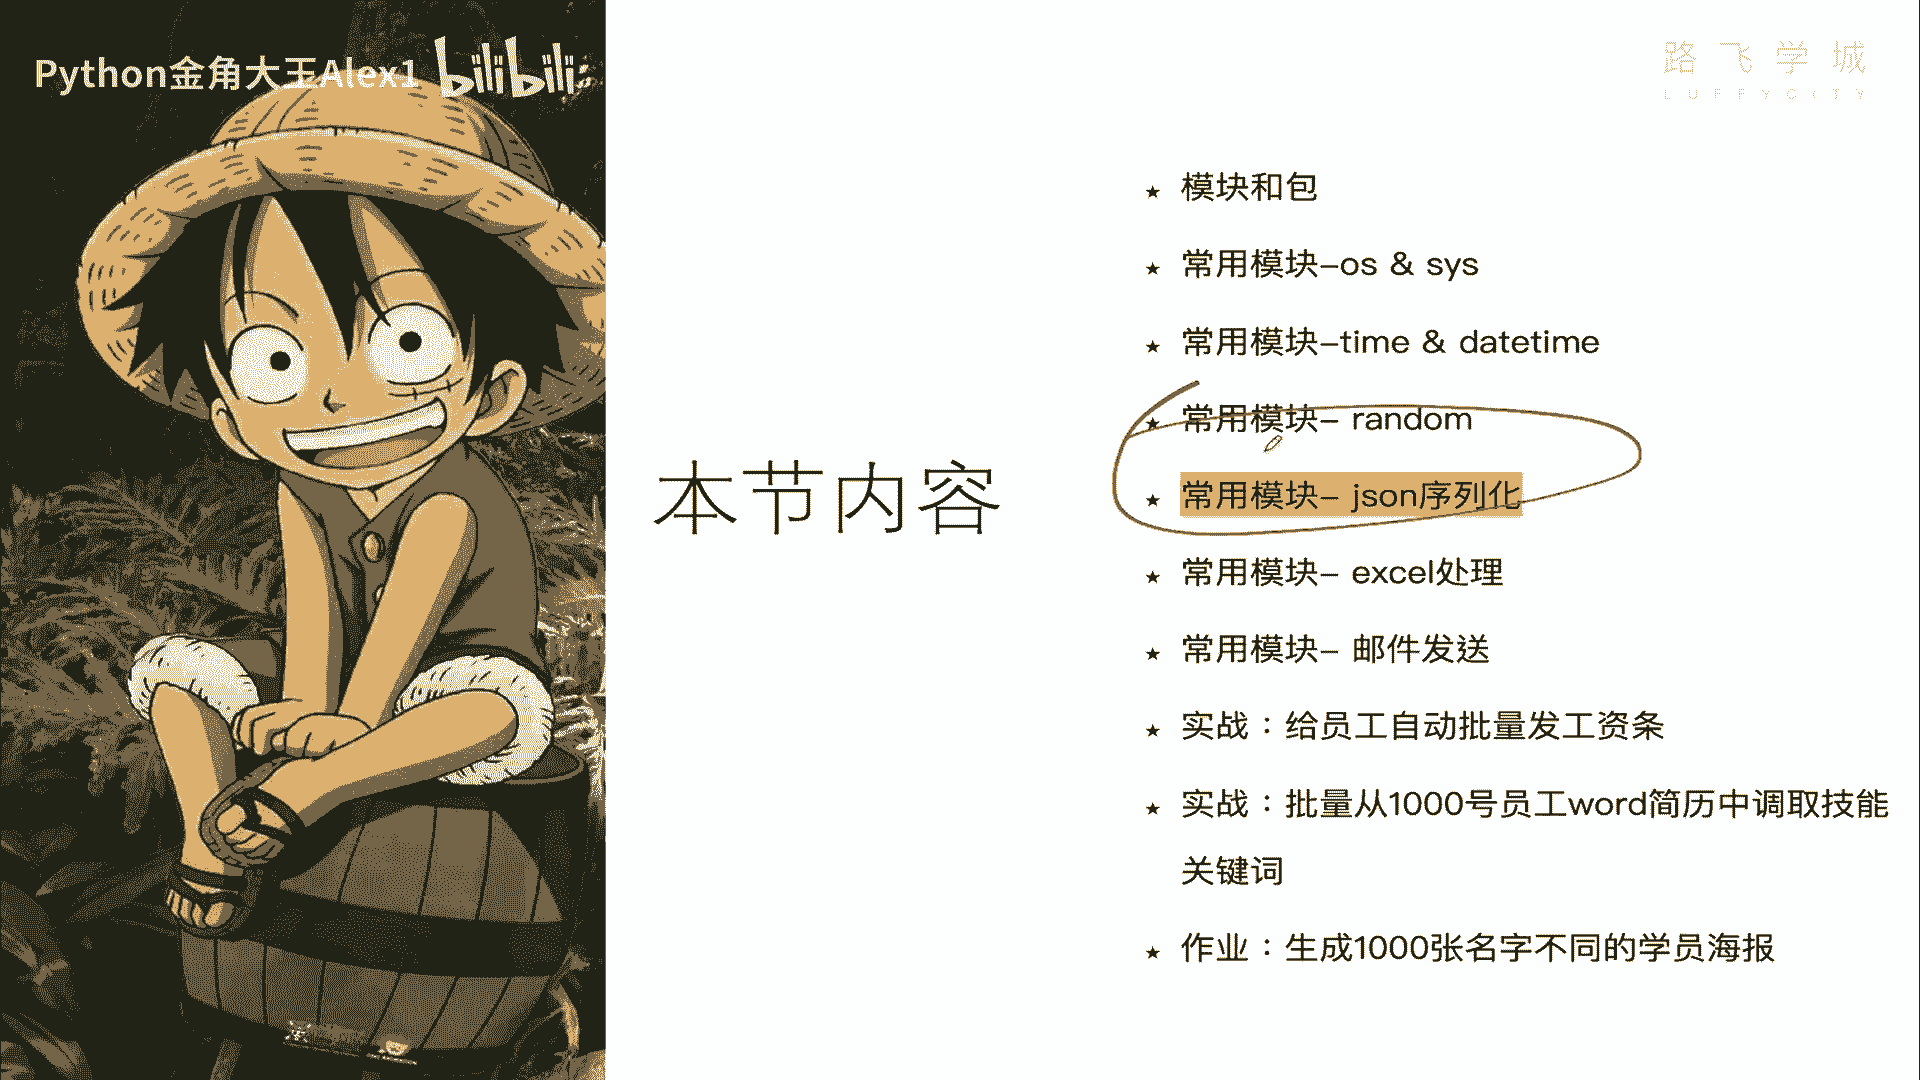 Python金角大王Alex1 bilibili
路飞学城
LUFFYCITY
本节内容
★ 模块和包
★ 常用模块–os & sys
★ 常用模块–time & datetime
★ 常用模块– random
★ 常用模块– json序列化
★ 常用模块– excel处理
★ 常用模块– 邮件发送
★ 实战：给员工自动批量发工资条
★ 实战：批量从1000号员工word简历中调取技能
关键词
★ 作业：生成1000张名字不同的学员海报